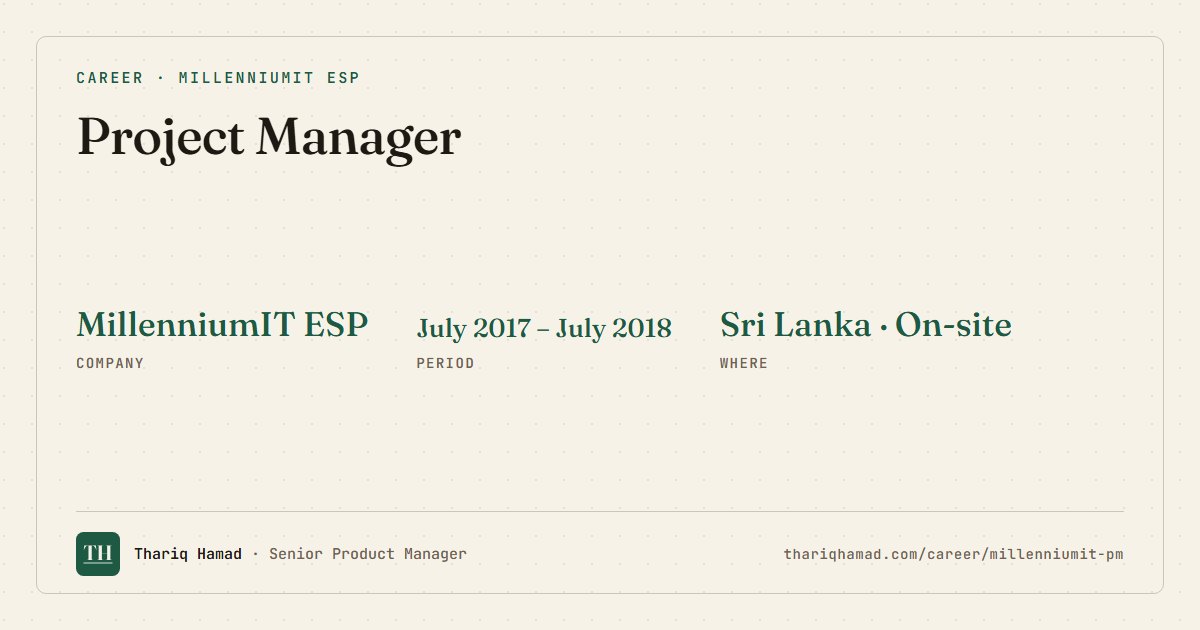 CAREER · MILLENNIUMIT ESP
Project Manager
MillenniumIT ESP
COMPANY
July 2017 – July 2018
PERIOD
Sri Lanka · On-site
WHERE
TH
Thariq Hamad · Senior Product Manager
thariqhamad.com/career/millenniumit-pm